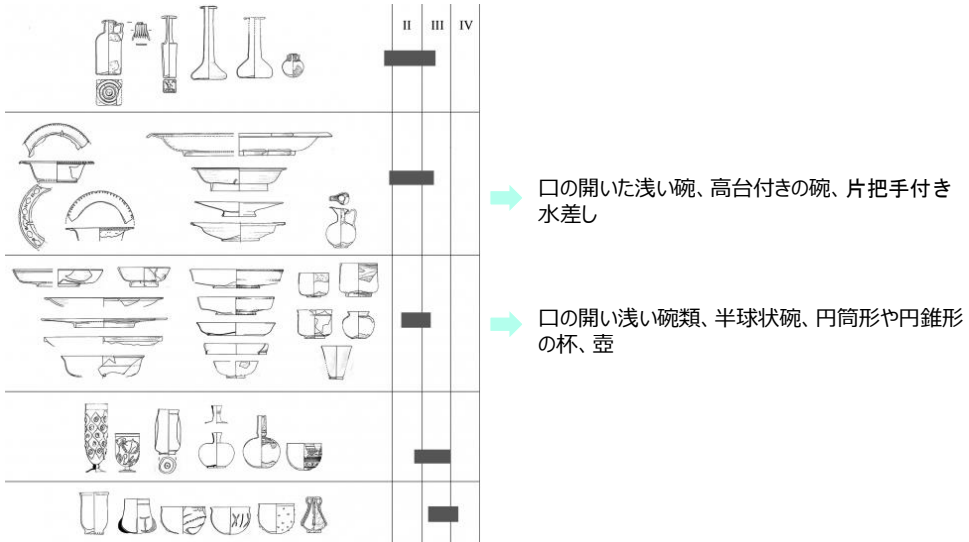 II III IV
口の開いた浅い碗、高台付きの碗、片把手付き
水差し
口の開い浅い碗類、半球状碗、円筒形や円錐形
の杯、壺